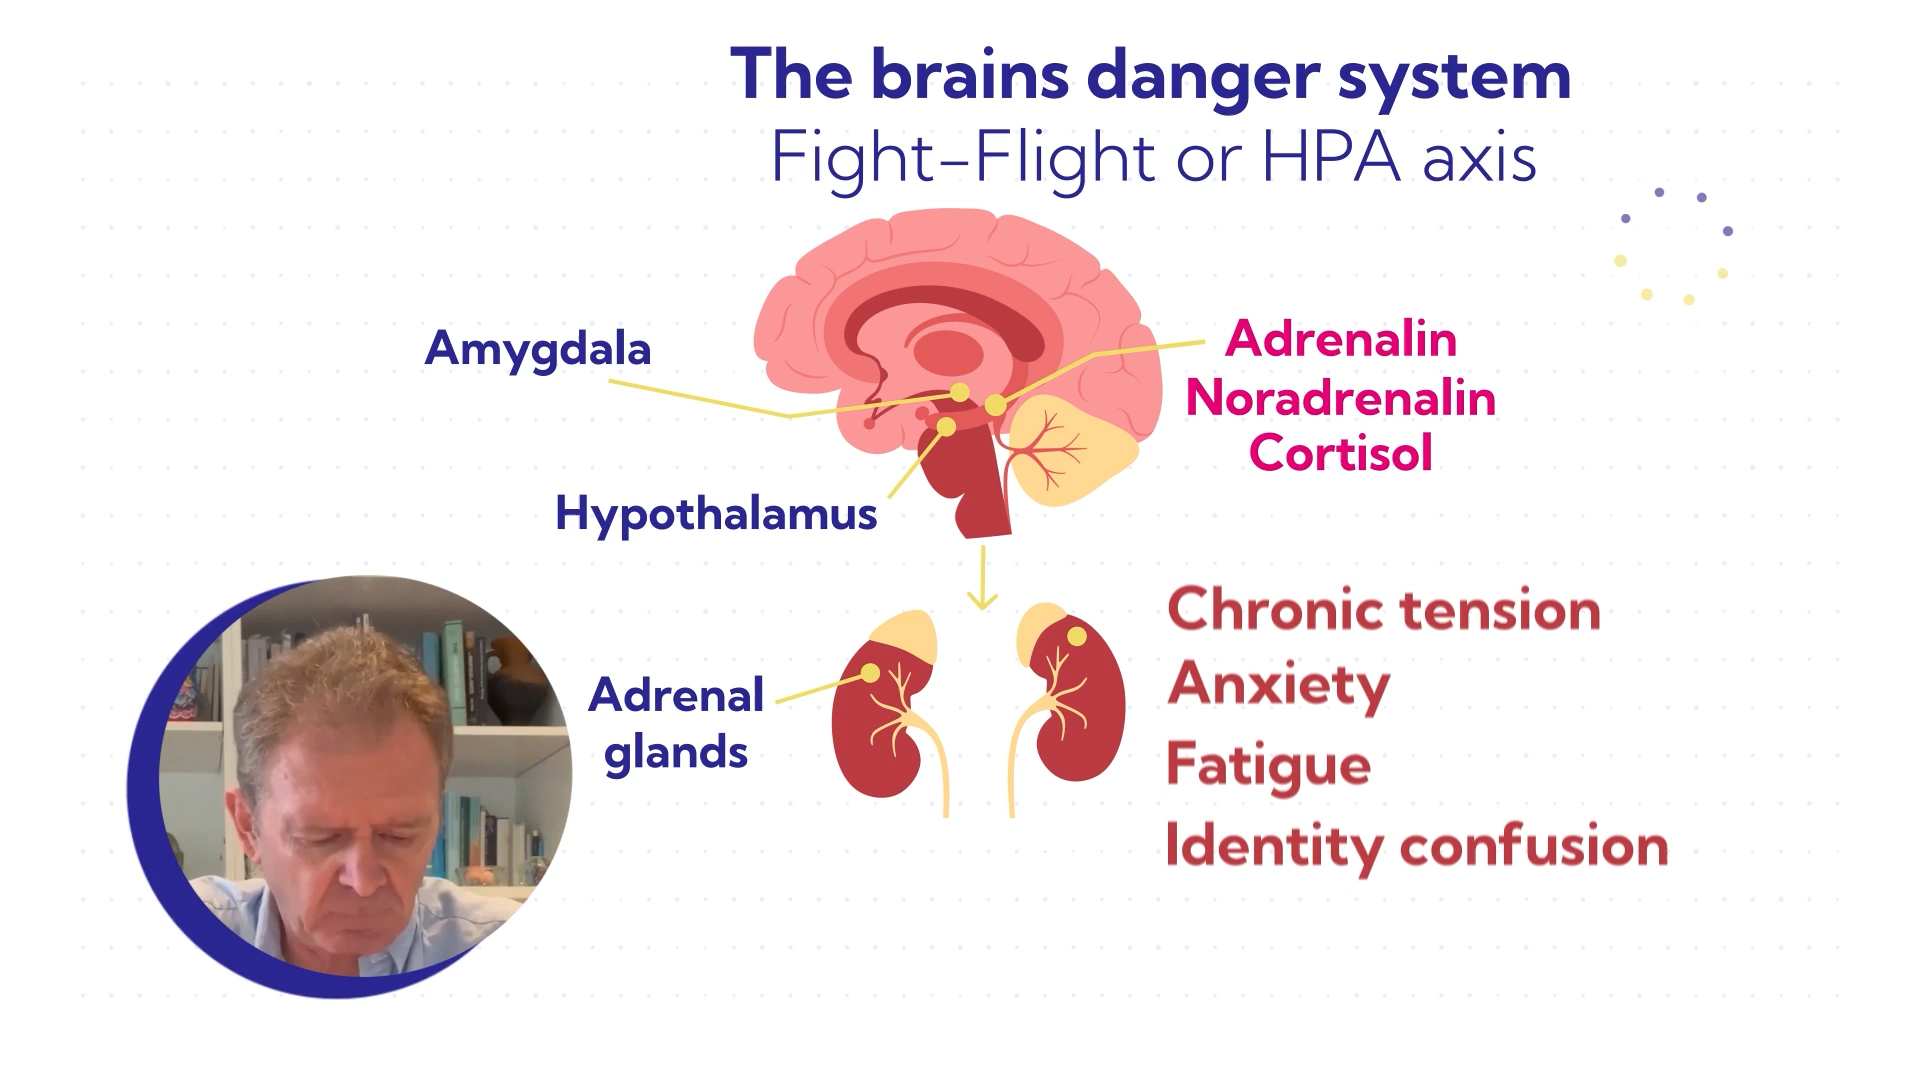 The brains danger system
Fight–Flight or HPA axis
Amygdala
Adrenalin
Noradrenalin
Cortisol
Hypothalamus
Adrenal
glands
Chronic tension
Anxiety
Fatigue
Identity confusion